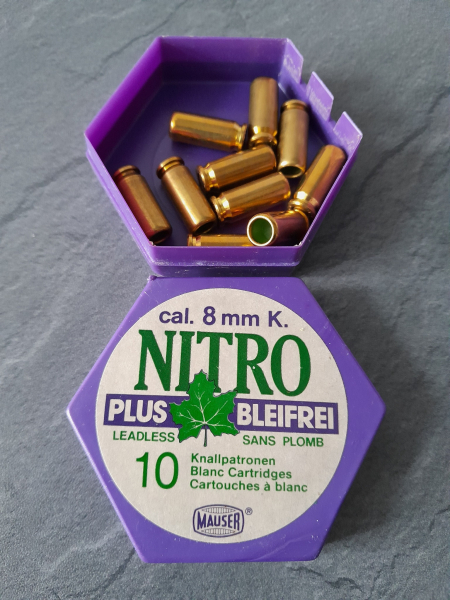 cal. 8 mm K.
NITRO
PLUS BLEIFREI
LEADLESS SANS PLOMB
10 Knallpatronen
Blanc Cartridges
Cartouches à blanc
MAUSER ®